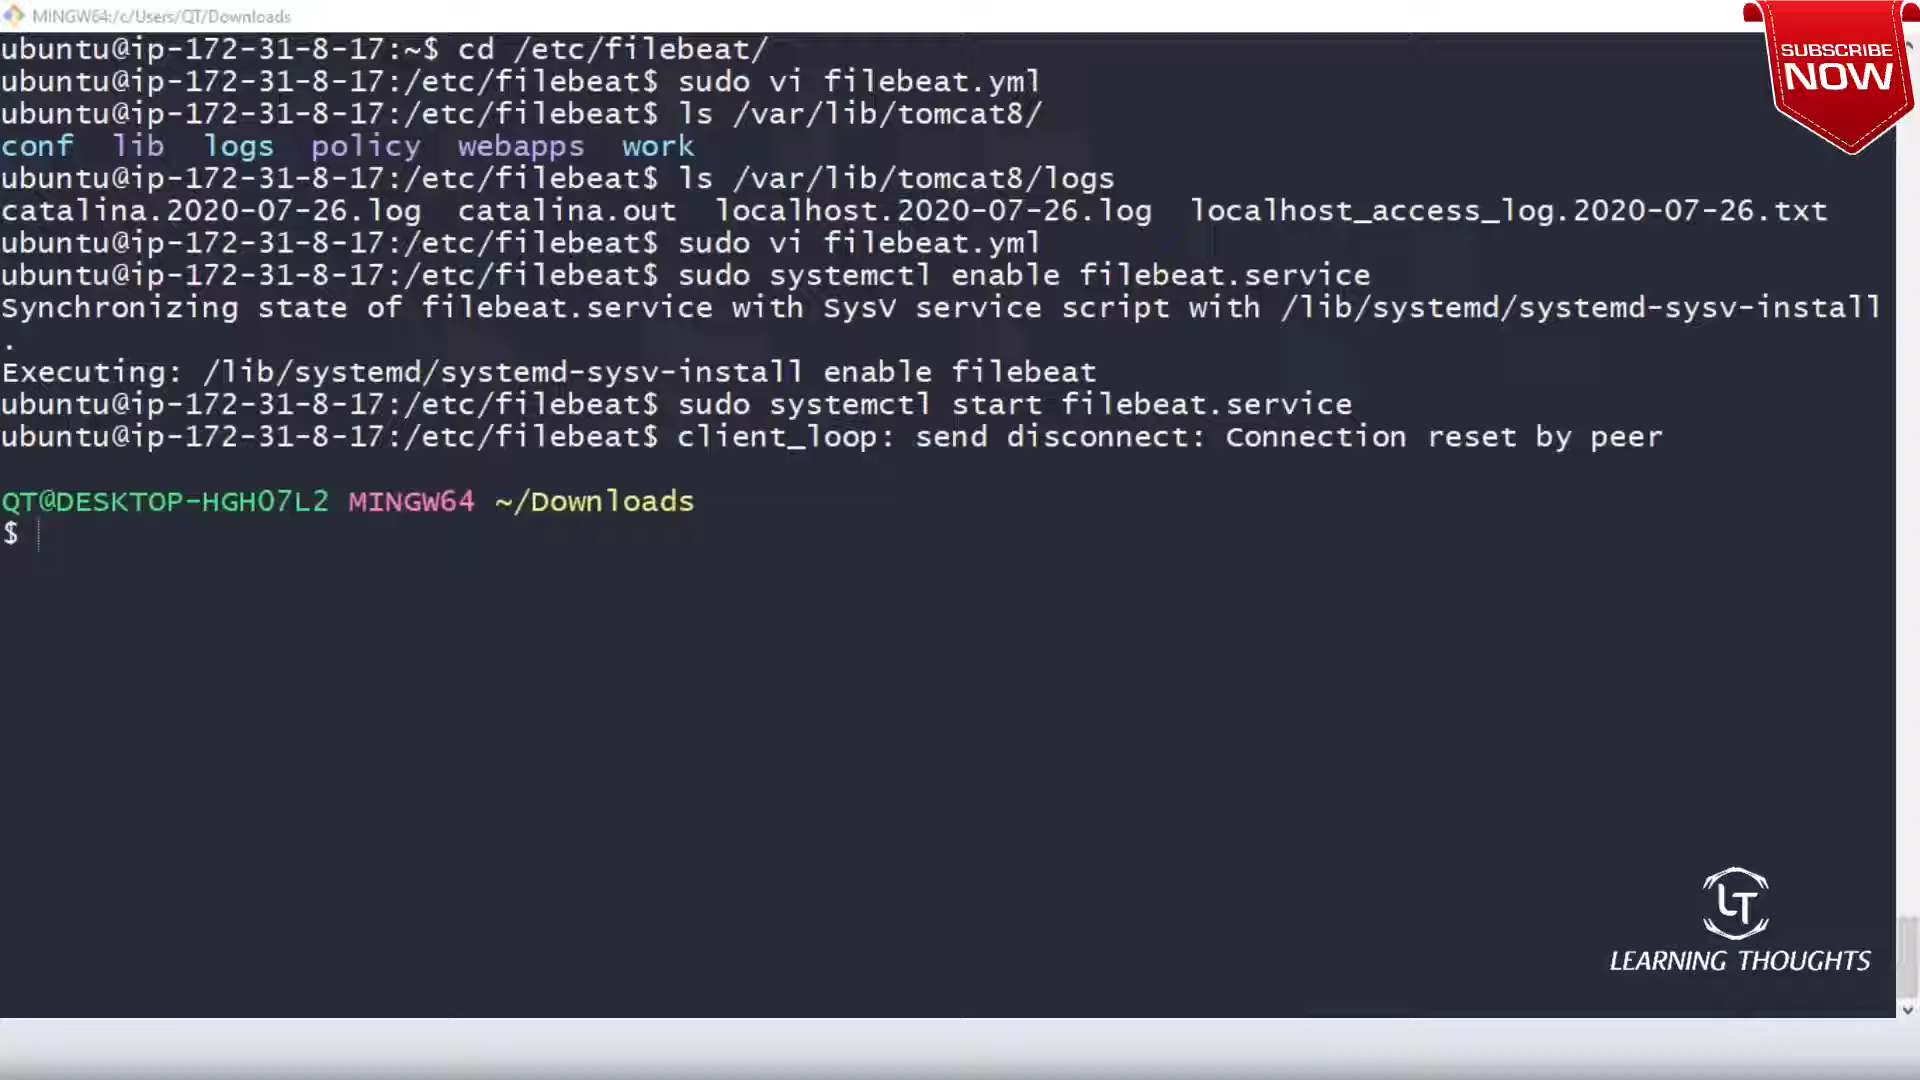 MINGW64:/c/Users/QT/Downloads
ubuntu@ip-172-31-8-17:~$ cd /etc/filebeat/
ubuntu@ip-172-31-8-17:/etc/filebeat$ sudo vi filebeat.yml
ubuntu@ip-172-31-8-17:/etc/filebeat$ ls /var/lib/tomcat8/
conf lib logs policy webapps work
ubuntu@ip-172-31-8-17:/etc/filebeat$ ls /var/lib/tomcat8/logs
catalina.2020-07-26.log catalina.out localhost.2020-07-26.log localhost_access_log.2020-07-26.txt
ubuntu@ip-172-31-8-17:/etc/filebeat$ sudo vi filebeat.yml
ubuntu@ip-172-31-8-17:/etc/filebeat$ sudo systemctl enable filebeat.service
Synchronizing state of filebeat.service with SysV service script with /lib/systemd/systemd-sysv-install
.
Executing: /lib/systemd/systemd-sysv-install enable filebeat
ubuntu@ip-172-31-8-17:/etc/filebeat$ sudo systemctl start filebeat.service
ubuntu@ip-172-31-8-17:/etc/filebeat$ client_loop: send disconnect: Connection reset by peer
QT@DESKTOP-HGHO7L2 MINGW64 ~/Downloads
$
SUBSCRIBE
NOW
LT
LEARNING THOUGHTS